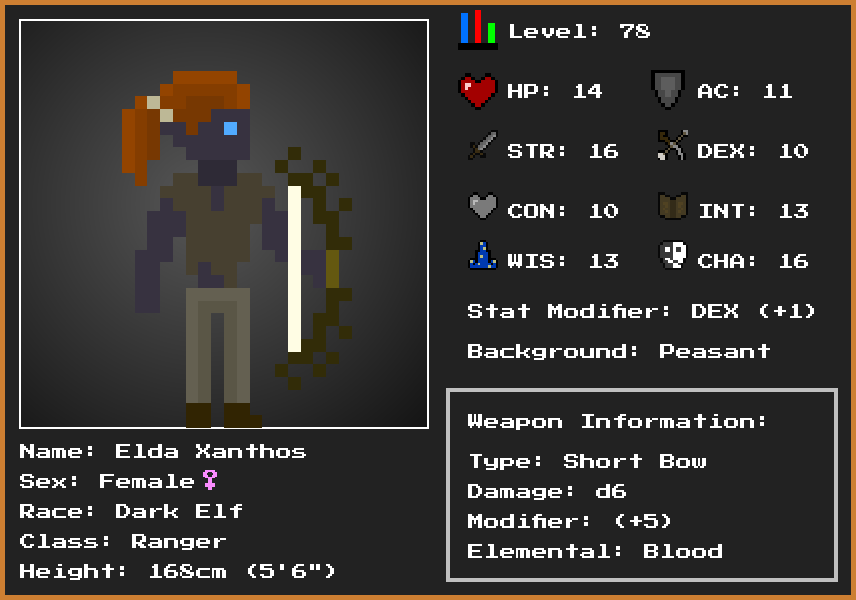 Level: 78
HP: 14
AC: 11
STR: 16
DEX: 10
CON: 10
INT: 13
WIS: 13
CHA: 16
Stat Modifier: DEX (+1)
Background: Peasant
Name: Elda Xanthos
Sex: Female♀
Race: Dark Elf
Class: Ranger
Height: 168cm (5'6")
Weapon Information:
Type: Short Bow
Damage: d6
Modifier: (+5)
Elemental: Blood